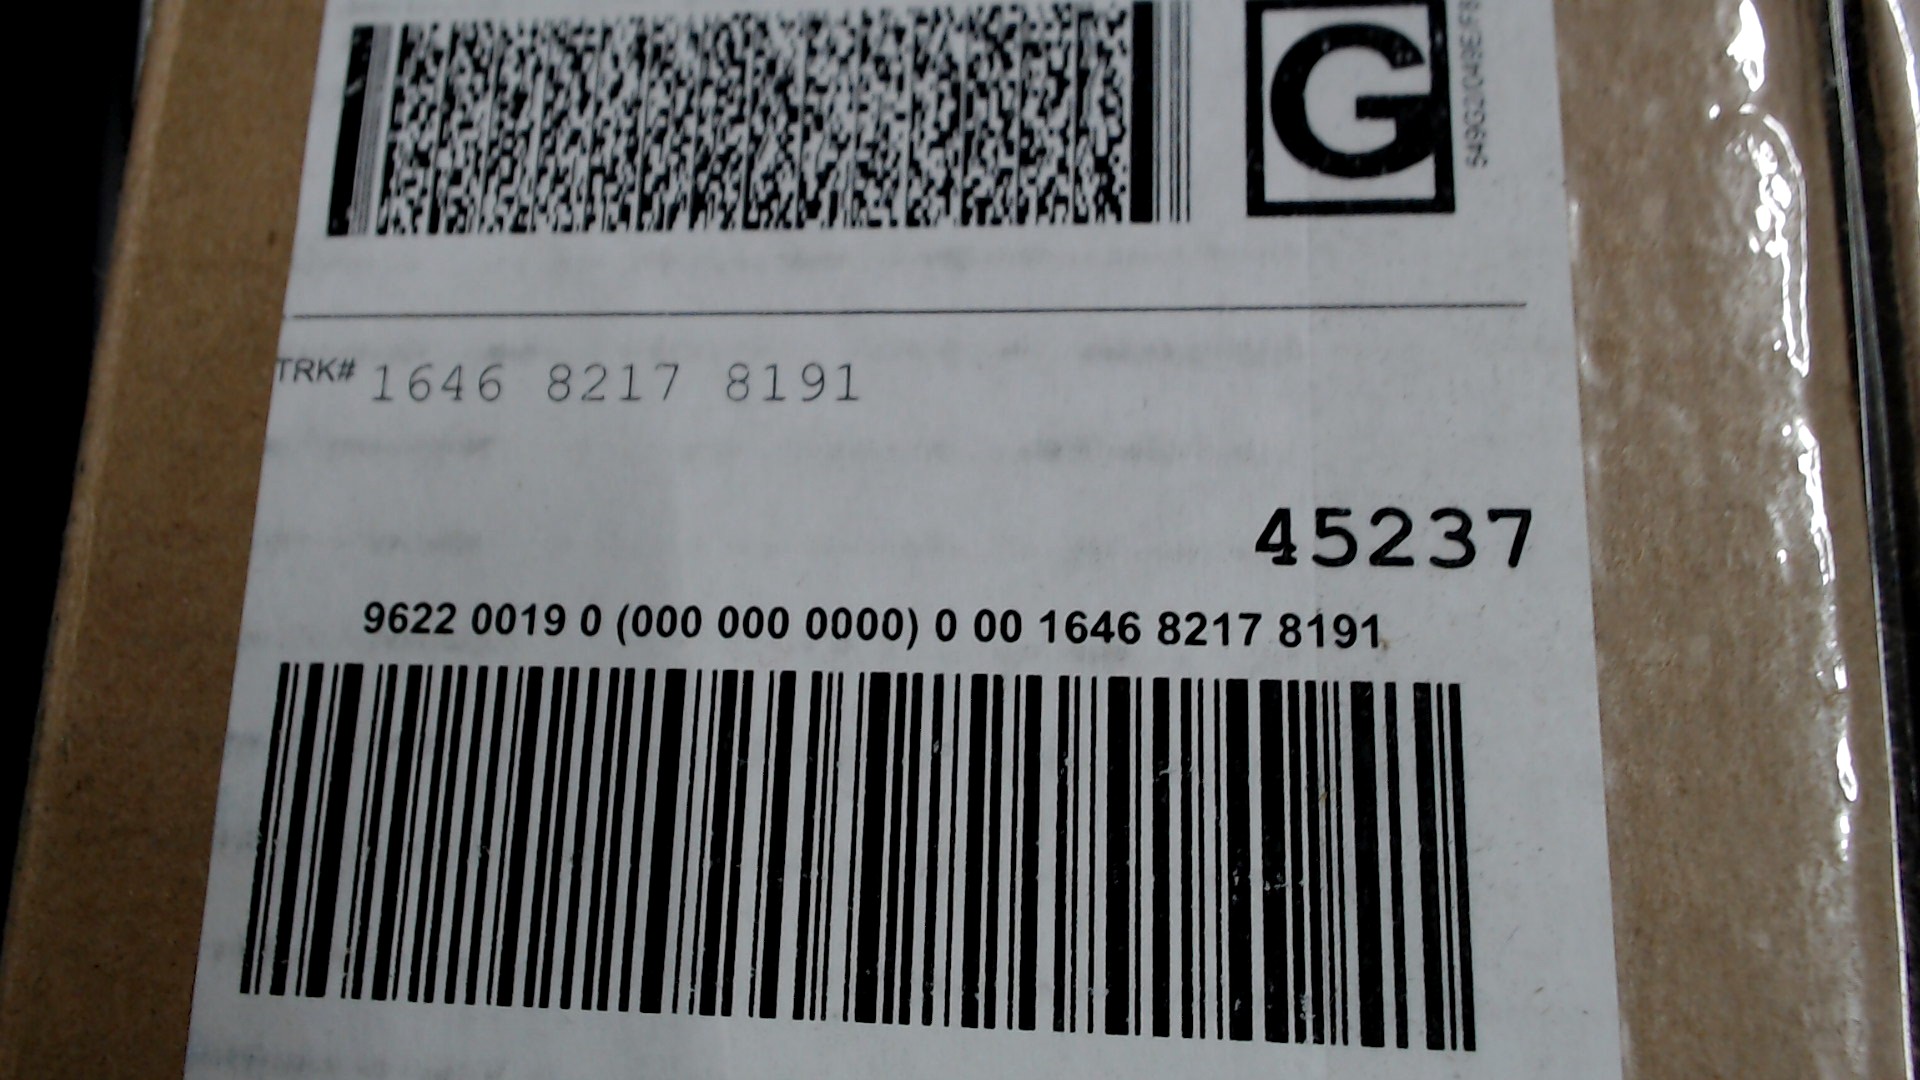 G
TRK# 1646 8217 8191
45237
9622 0019 0 (000 000 0000) 0 00 1646 8217 8191